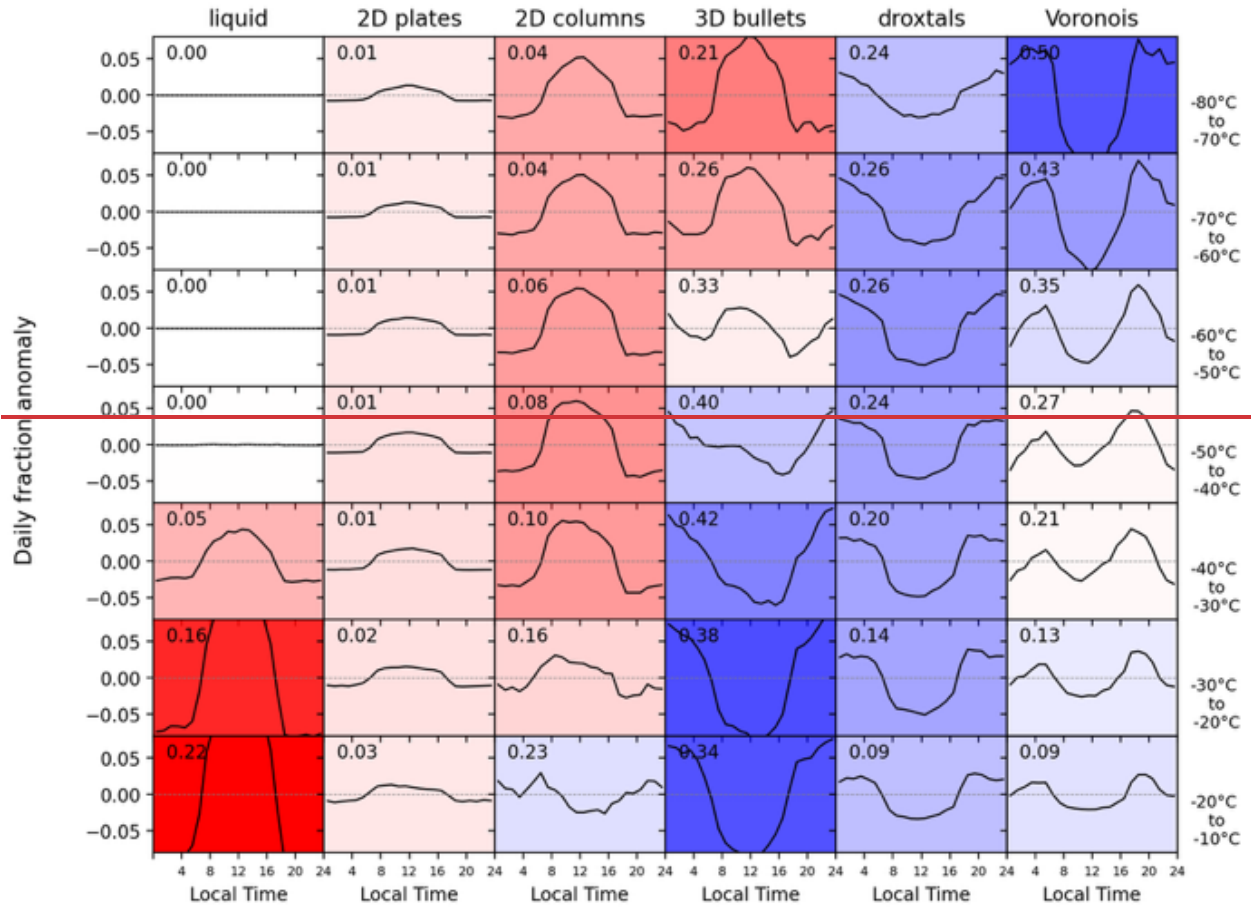 liquid 2D plates 2D columns 3D bullets droxtals Voronois
Daily fraction anomaly
0.05 0.00 0.01 0.04 0.21 0.24 0.50
0.00
−0.05
-80°C
to
-70°C
0.05 0.00 0.01 0.04 0.26 0.26 0.43
0.00
−0.05
-70°C
to
-60°C
0.05 0.00 0.01 0.06 0.33 0.26 0.35
0.00
−0.05
-60°C
to
-50°C
0.05 0.00 0.01 0.08 0.40 0.24 0.27
0.00
−0.05
-50°C
to
-40°C
0.05 0.05 0.01 0.10 0.42 0.20 0.21
0.00
−0.05
-40°C
to
-30°C
0.05 0.16 0.02 0.16 0.38 0.14 0.13
0.00
−0.05
-30°C
to
-20°C
0.05 0.22 0.03 0.23 0.34 0.09 0.09
0.00
−0.05
-20°C
to
-10°C
4 8 12 16 20 24 4 8 12 16 20 24 4 8 12 16 20 24 4 8 12 16 20 24 4 8 12 16 20 24 4 8 12 16 20 24
Local Time Local Time Local Time Local Time Local Time Local Time